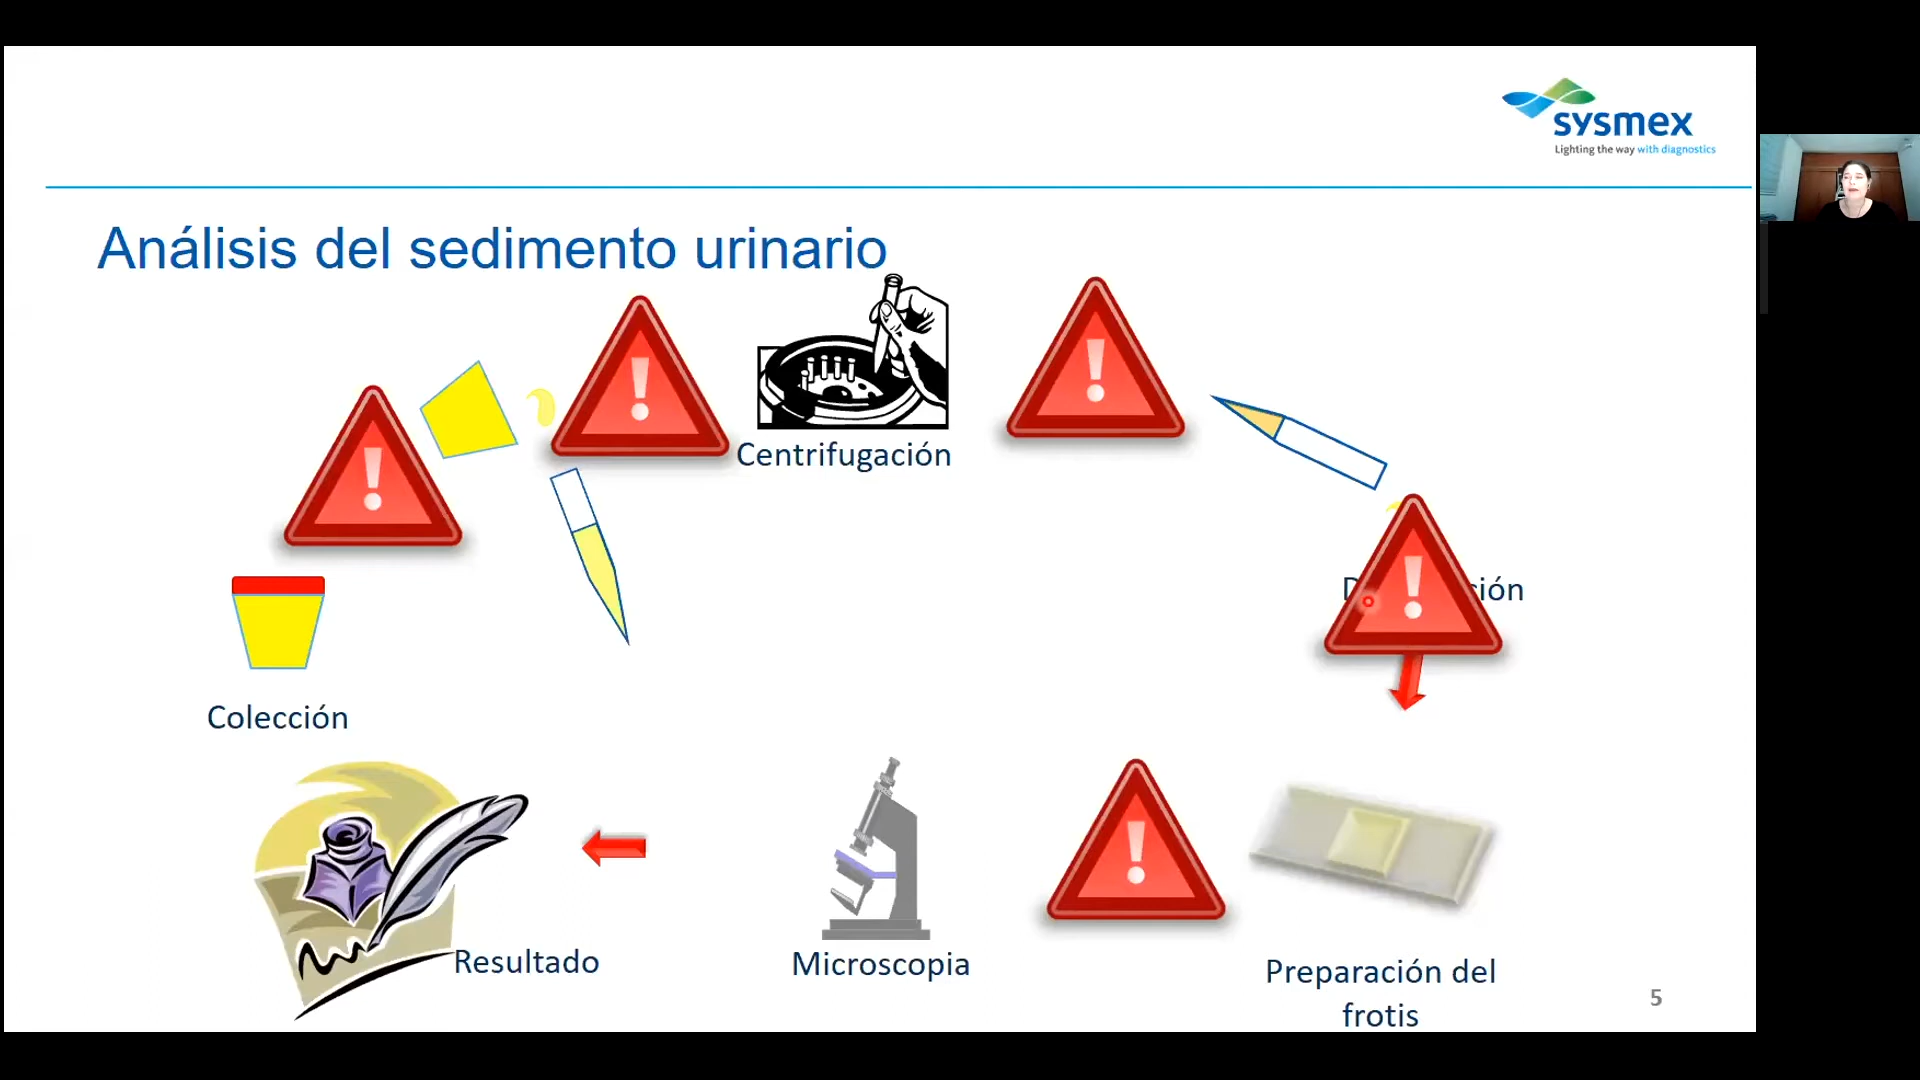 sysmex
Lighting the way with diagnostics
Análisis del sedimento urinario
Centrifugación
Colección
Resultado
Microscopia
Preparación del
frotis
5